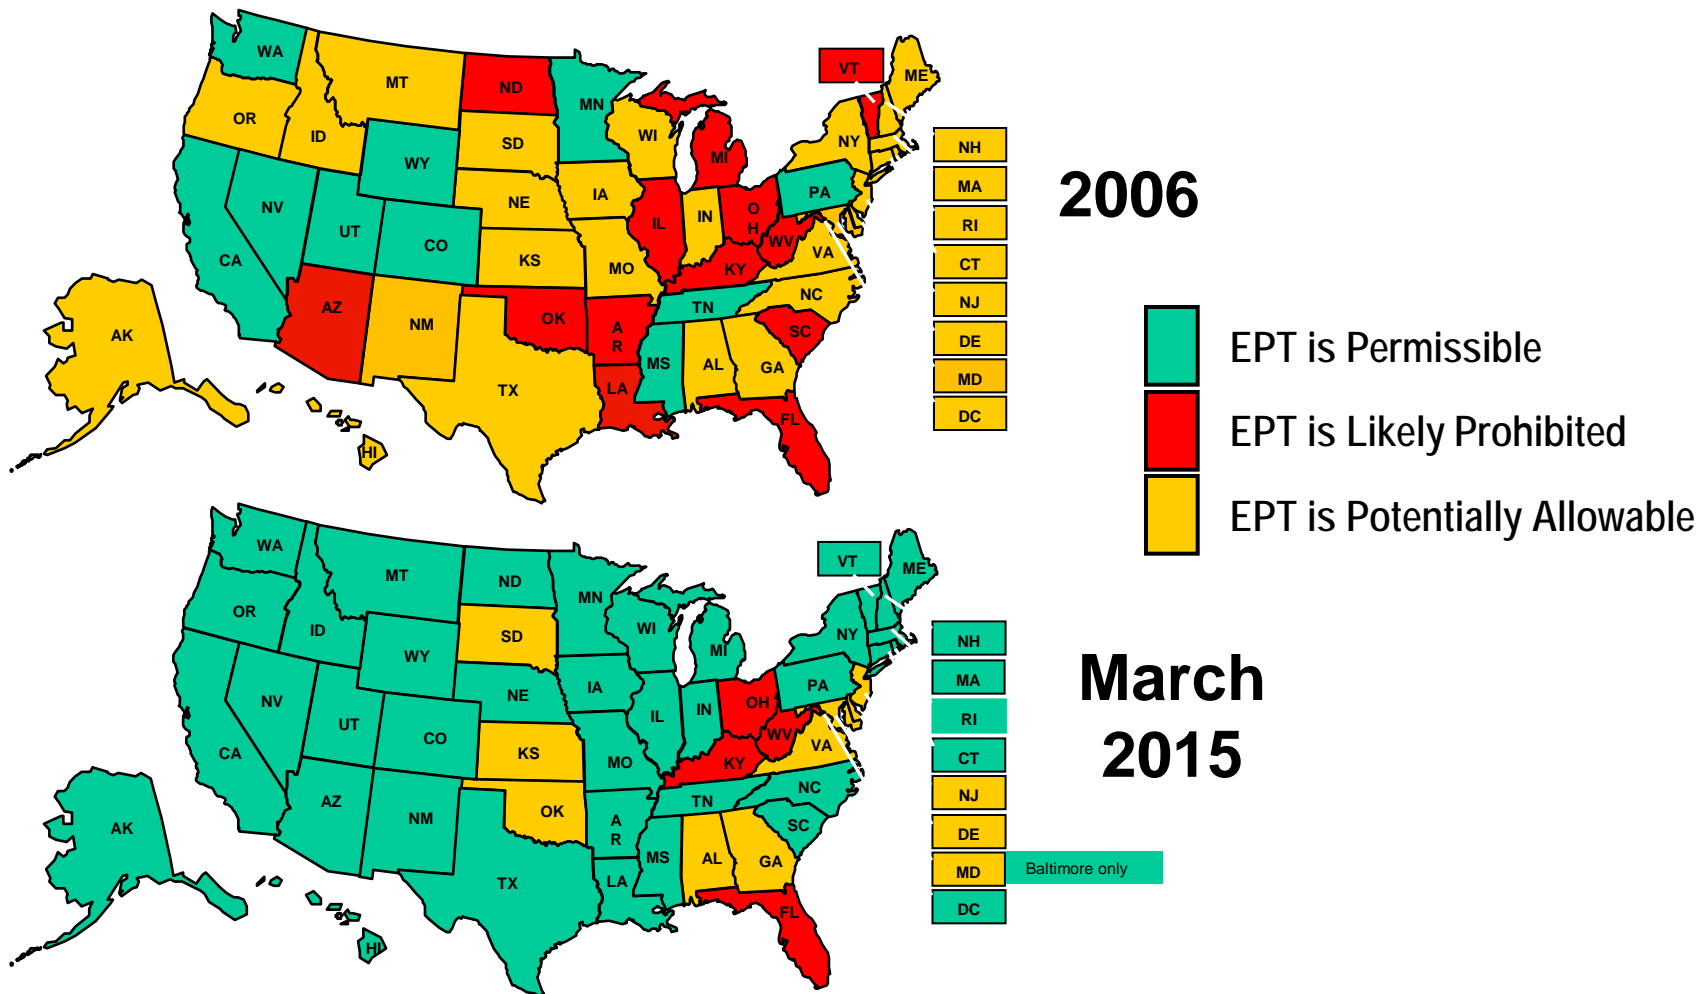 WA
MT
ND
MN
VT
ME
OR
ID
SD
WI
MI
NY
WY
NH
MA
RI
CT
NJ
DE
MD
DC
2006
NV
UT
CO
CA
NE
IA
IL
IN
O
H
PA
WV
VA
KS
MO
KY
AZ
NM
OK
A
R
TN
NC
SC
AK
TX
LA
MS
AL
GA
FL
HI
EPT is Permissible
EPT is Likely Prohibited
EPT is Potentially Allowable
WA
MT
ND
MN
VT
ME
OR
ID
SD
WI
MI
NY
WY
NH
MA
RI
CT
NJ
DE
MD
Baltimore only
DC
March
2015
NV
UT
CO
CA
NE
IA
IL
IN
OH
PA
WV
VA
KS
MO
KY
AZ
NM
OK
A
R
TN
NC
SC
AK
TX
LA
MS
AL
GA
FL
HI